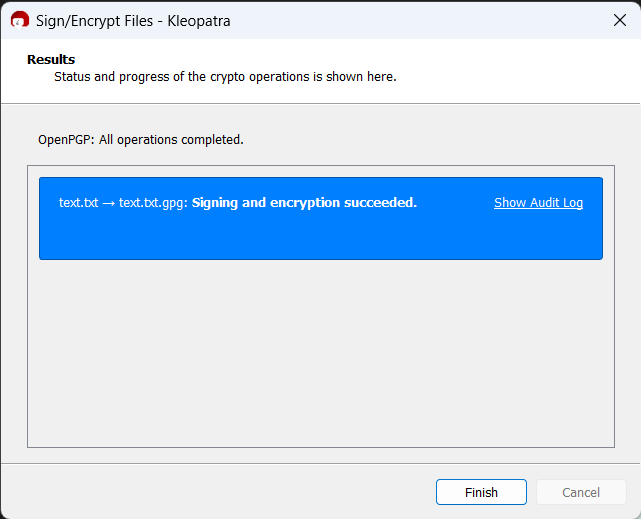 Sign/Encrypt Files - Kleopatra
Results
Status and progress of the crypto operations is shown here.
OpenPGP: All operations completed.
text.txt → text.txt.gpg: Signing and encryption succeeded. Show Audit Log
Finish Cancel